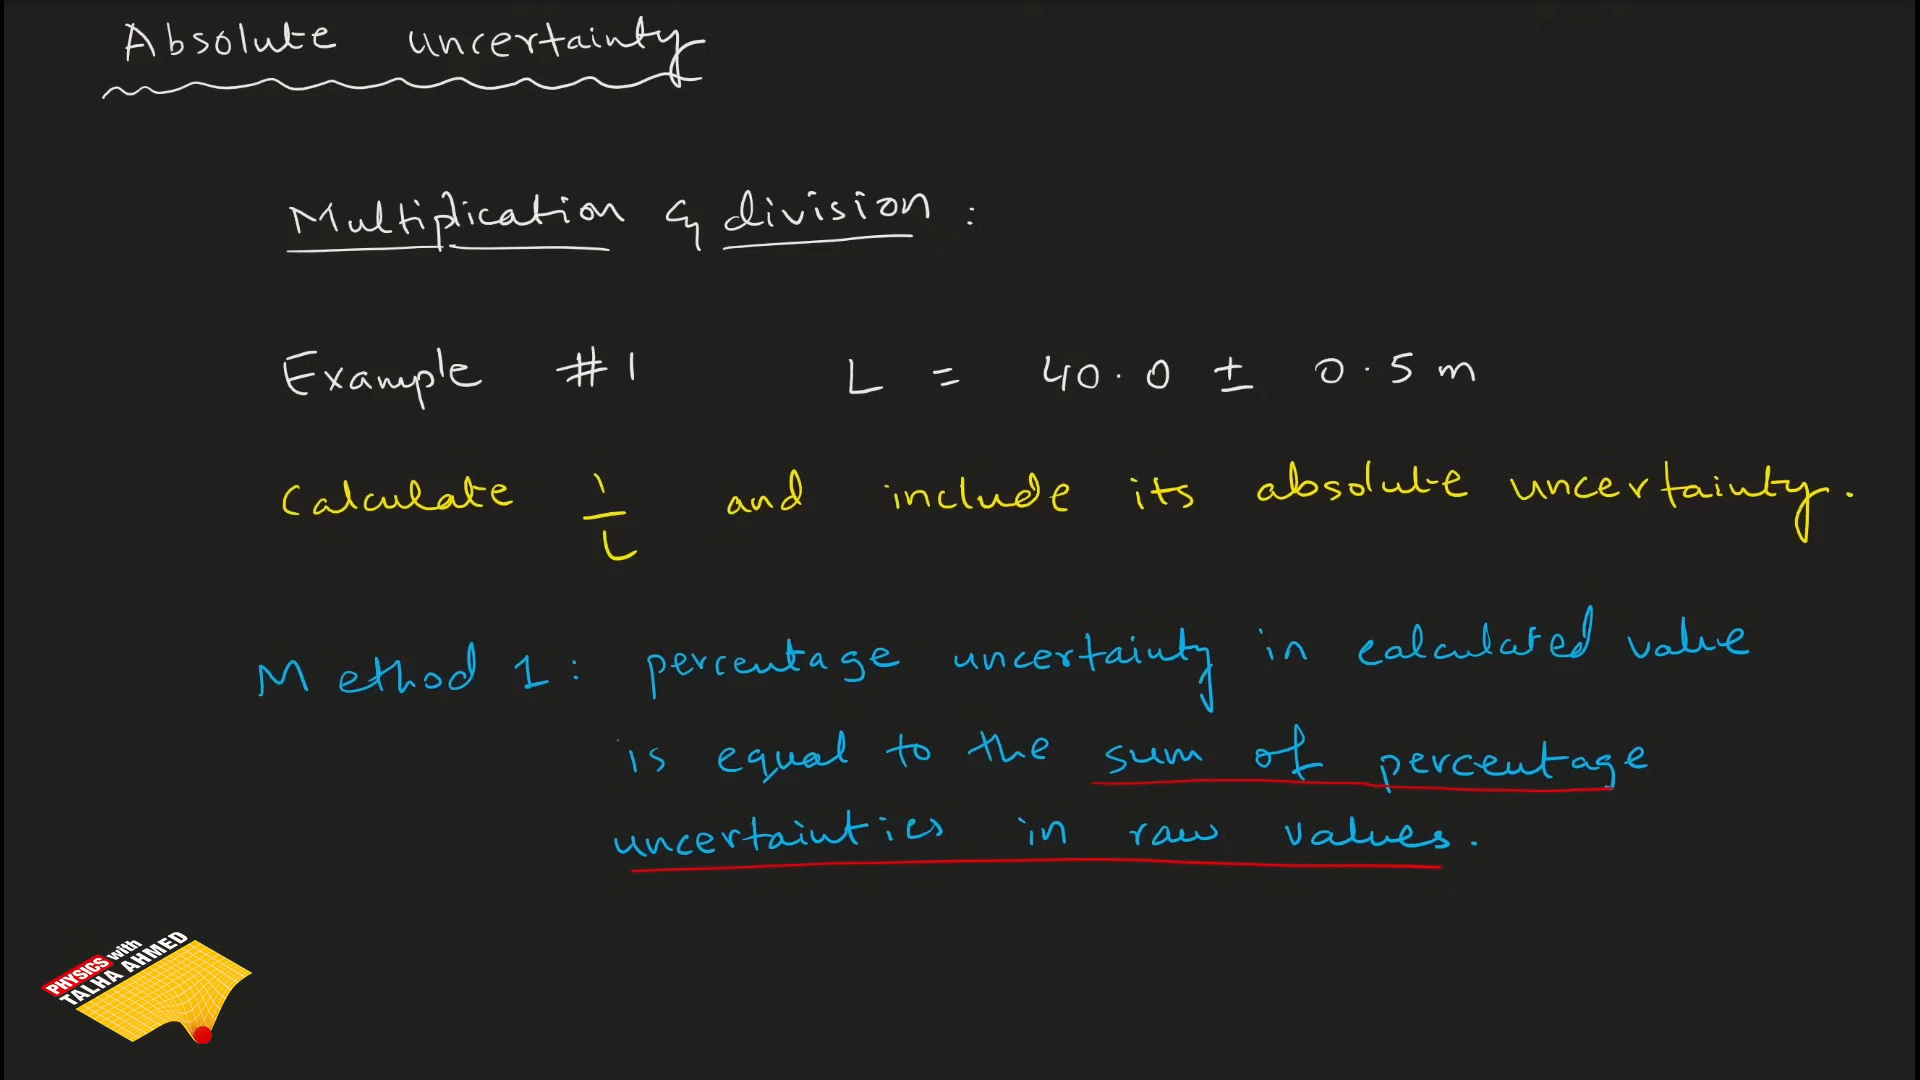 Absolute uncertainty
Multiplication & division :
Example #1 L = 40.0 ± 0.5 m
Calculate 1/L and include its absolute uncertainty.
Method 1: percentage uncertainty in calculated value
is equal to the sum of percentage
uncertainties in raw values.
PHYSICS with
TALHA AHMED